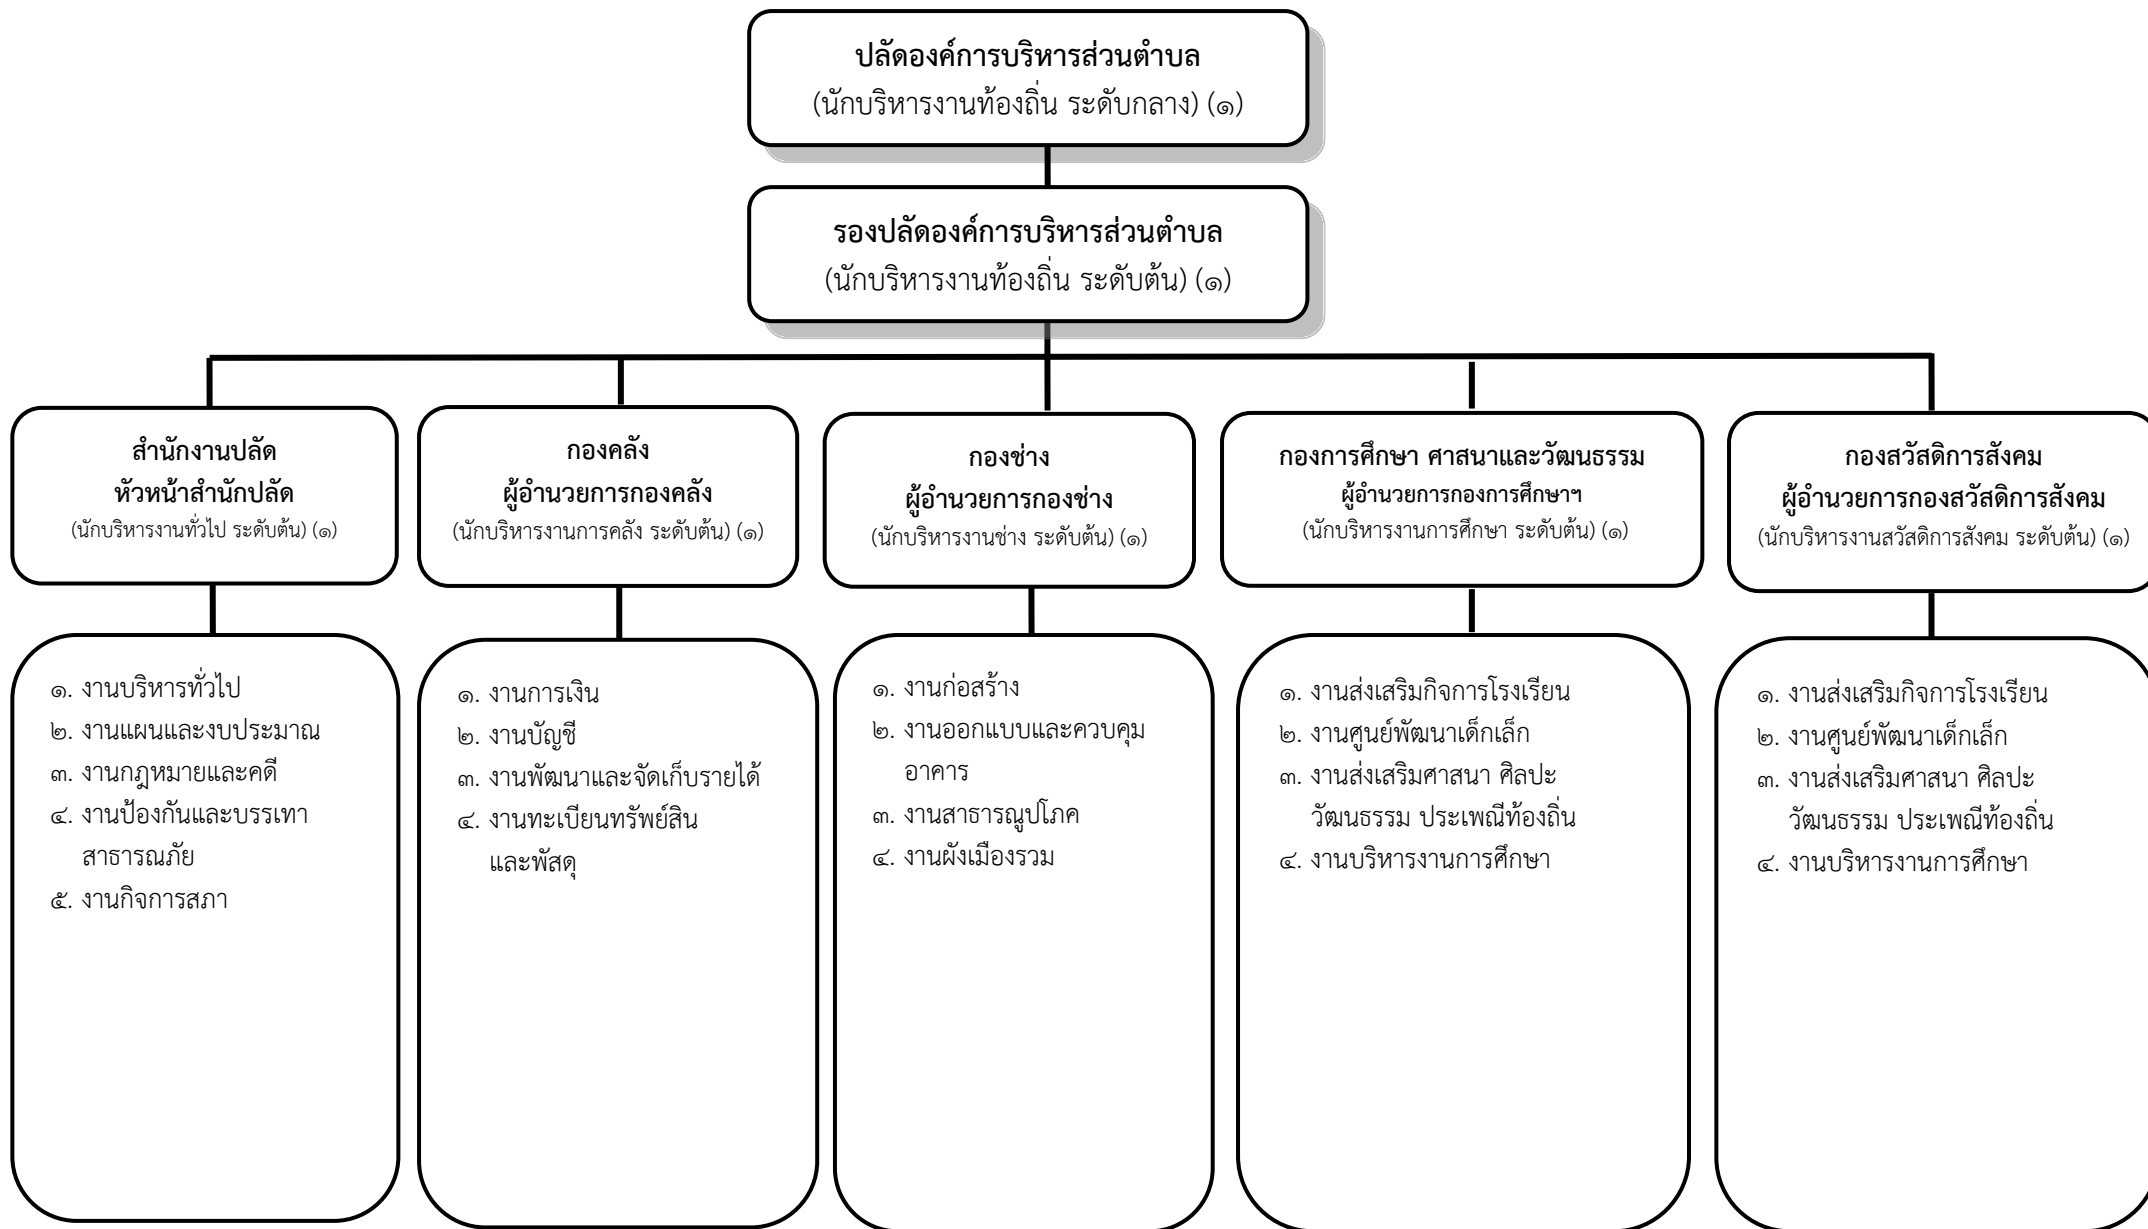 ปลัดองค์การบริหารส่วนตำบล
(นักบริหารงานท้องถิ่น ระดับกลาง) (๑)
รองปลัดองค์การบริหารส่วนตำบล
(นักบริหารงานท้องถิ่น ระดับต้น) (๑)
สำนักงานปลัด
หัวหน้าสำนักปลัด
(นักบริหารงานทั่วไป ระดับต้น) (๑)
กองคลัง
ผู้อำนวยการกองคลัง
(นักบริหารงานการคลัง ระดับต้น) (๑)
กองช่าง
ผู้อำนวยการกองช่าง
(นักบริหารงานช่าง ระดับต้น) (๑)
กองการศึกษา ศาสนาและวัฒนธรรม
ผู้อำนวยการกองการศึกษาฯ
(นักบริหารงานการศึกษา ระดับต้น) (๑)
กองสวัสดิการสังคม
ผู้อำนวยการกองสวัสดิการสังคม
(นักบริหารงานสวัสดิการสังคม ระดับต้น) (๑)
๑. งานบริหารทั่วไป
๒. งานแผนและงบประมาณ
๓. งานกฎหมายและคดี
๔. งานป้องกันและบรรเทา
สาธารณภัย
๕. งานกิจการสภา
๑. งานการเงิน
๒. งานบัญชี
๓. งานพัฒนาและจัดเก็บรายได้
๔. งานทะเบียนทรัพย์สิน
และพัสดุ
๑. งานก่อสร้าง
๒. งานออกแบบและควบคุม
อาคาร
๓. งานสาธารณูปโภค
๔. งานผังเมืองรวม
๑. งานส่งเสริมกิจการโรงเรียน
๒. งานศูนย์พัฒนาเด็กเล็ก
๓. งานส่งเสริมศาสนา ศิลปะ
วัฒนธรรม ประเพณีท้องถิ่น
๔. งานบริหารงานการศึกษา
๑. งานส่งเสริมกิจการโรงเรียน
๒. งานศูนย์พัฒนาเด็กเล็ก
๓. งานส่งเสริมศาสนา ศิลปะ
วัฒนธรรม ประเพณีท้องถิ่น
๔. งานบริหารงานการศึกษา